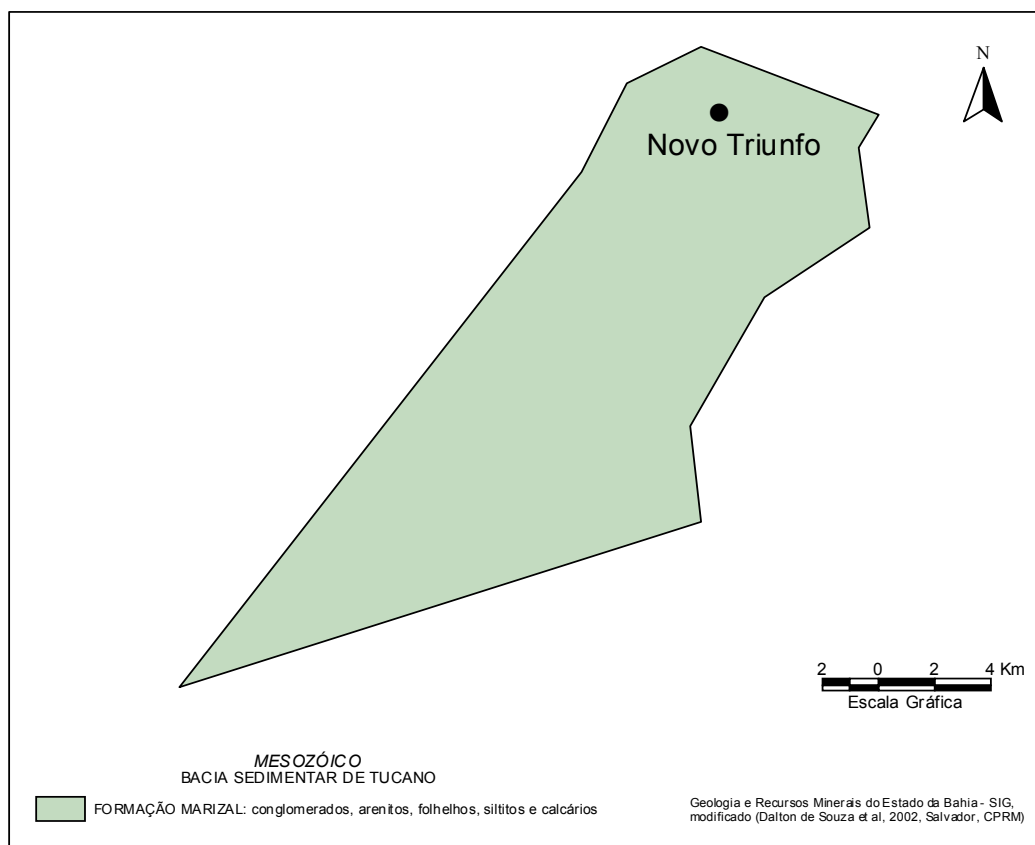 N
Novo Triunfo
2 0 2 4 Km
Escala Gráfica
MESOZÓICO
BACIA SEDIMENTAR DE TUCANO
FORMAÇÃO MARIZAL: conglomerados, arenitos, folhelhos, siltitos e calcários
Geologia e Recursos Minerais do Estado da Bahia - SIG,
modificado (Dalton de Souza et al, 2002, Salvador, CPRM)